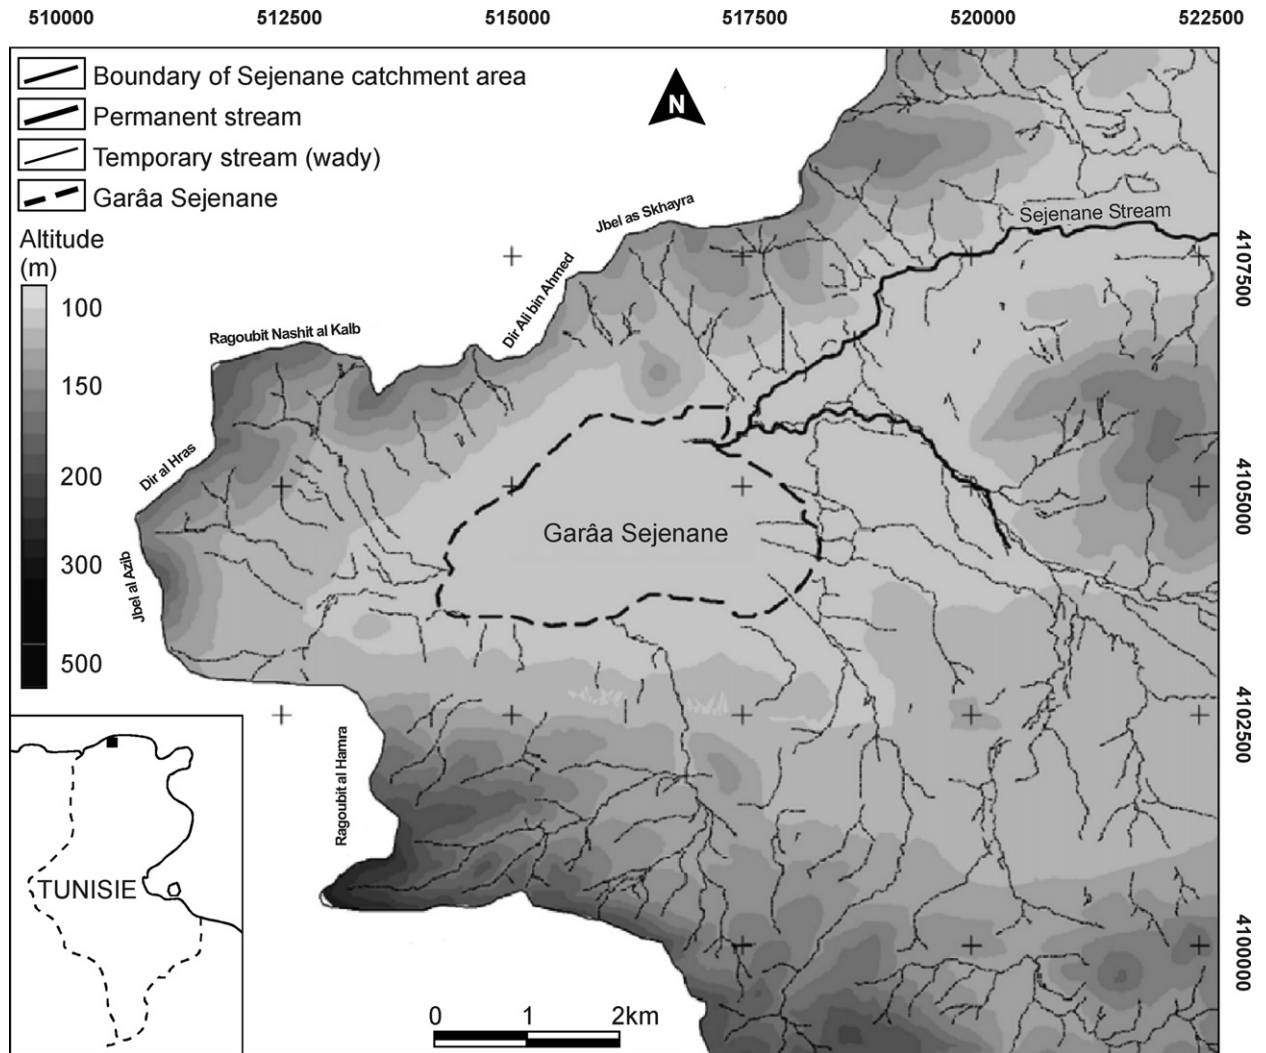 510000 512500 515000 517500 520000 522500
Boundary of Sejenane catchment area
Permanent stream
Temporary stream (wady)
Garâa Sejenane
Altitude
(m)
100
150
200
300
500
N
Jbel as Skhayra
Dir Ali bin Ahmed
Ragoubit Nashit al Kalb
Dir al Hras
Jbel al Azib
Ragoubit al Hamra
Sejenane Stream
Garâa Sejenane
4107500
4105000
4102500
4100000
TUNISIE
0 1 2km